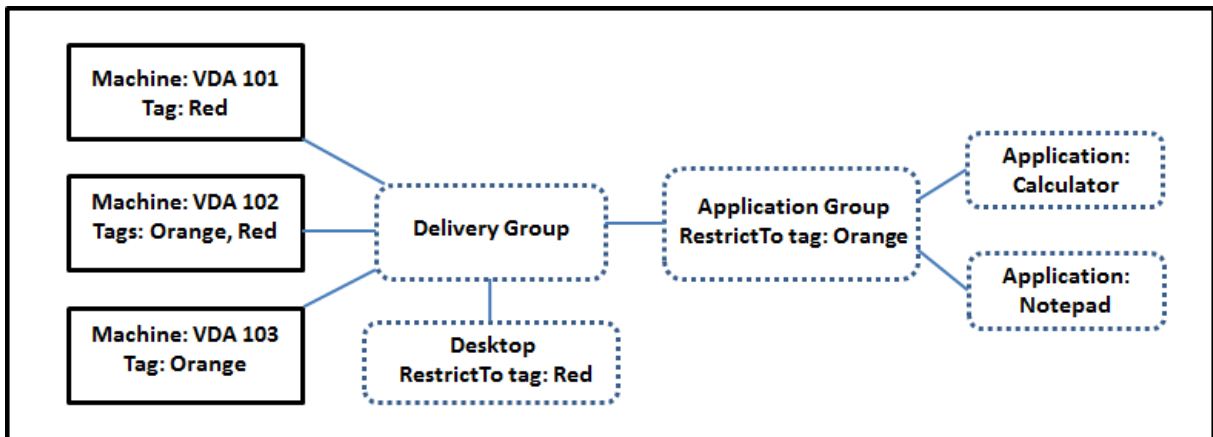 Machine: VDA 101
Tag: Red
Machine: VDA 102
Tags: Orange, Red
Machine: VDA 103
Tag: Orange
Delivery Group
Desktop
RestrictTo tag: Red
Application Group
RestrictTo tag: Orange
Application:
Calculator
Application:
Notepad